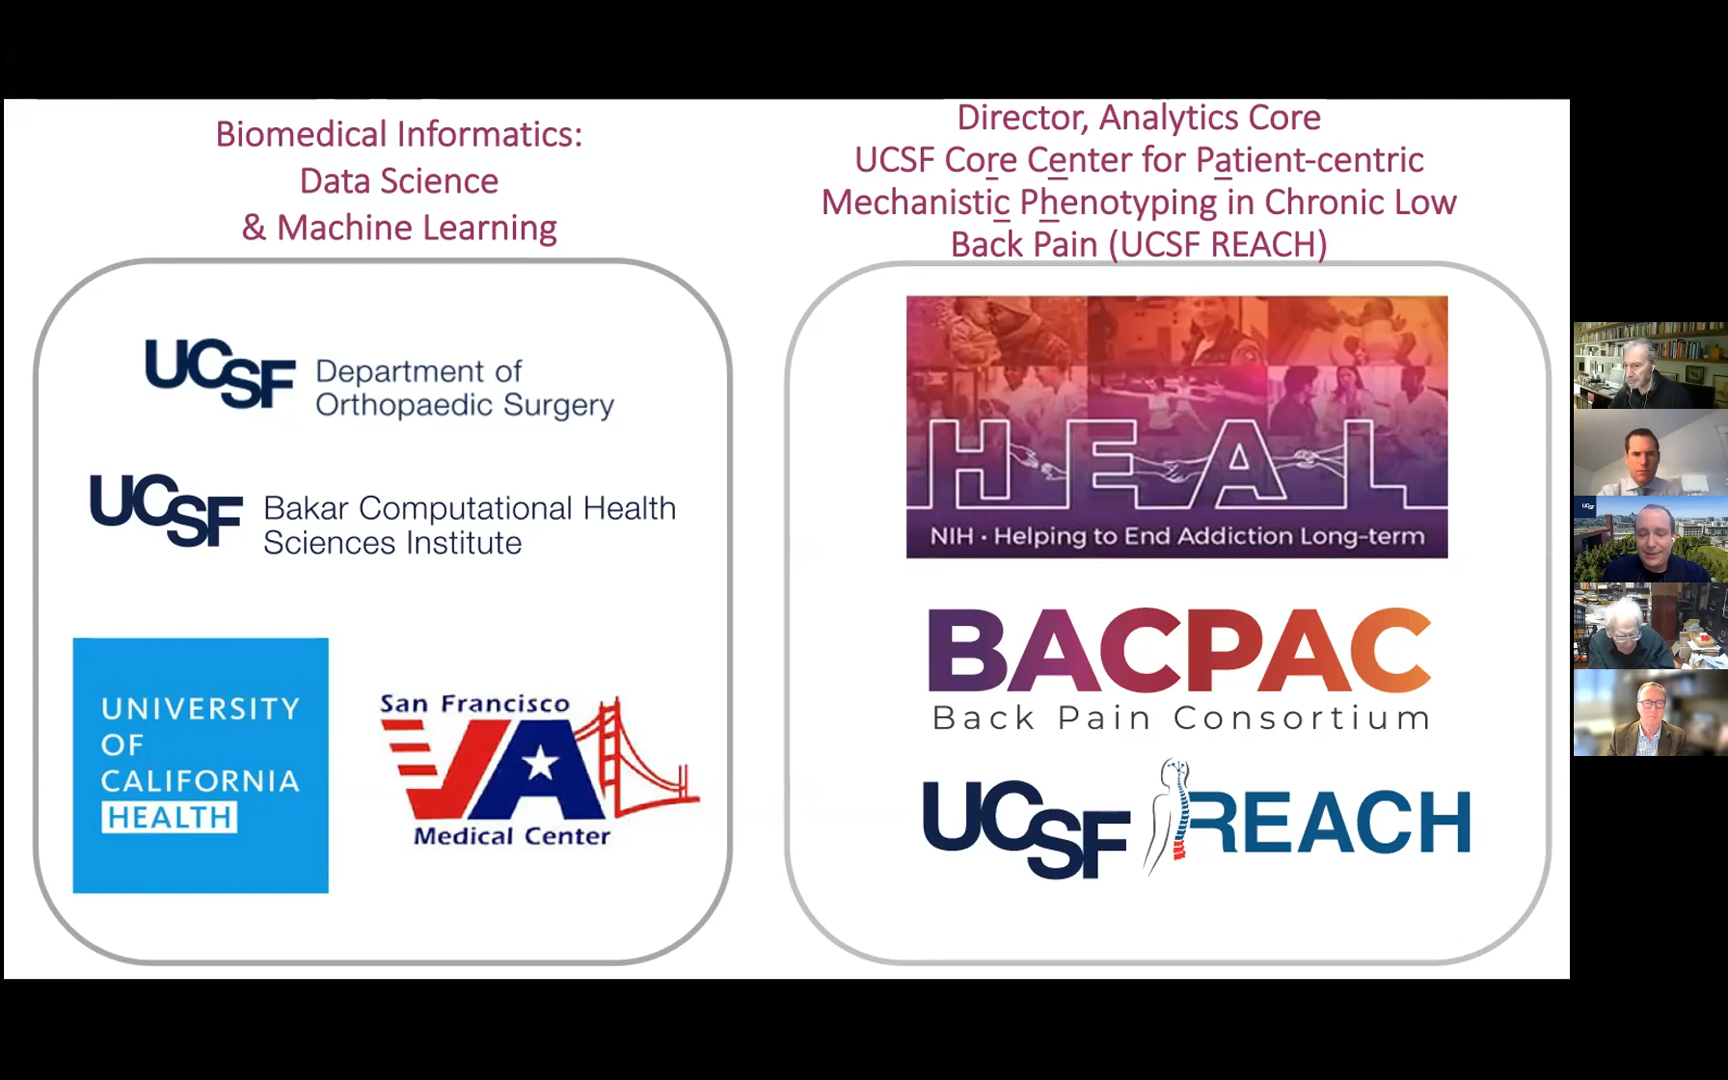 Biomedical Informatics:
Data Science
& Machine Learning
UCSF Department of
Orthopaedic Surgery
UCSF Bakar Computational Health
Sciences Institute
UNIVERSITY
OF
CALIFORNIA
HEALTH
San Francisco
VA
Medical Center
Director, Analytics Core
UCSF Core Center for Patient-centric
Mechanistic Phenotyping in Chronic Low
Back Pain (UCSF REACH)
HEAL
NIH · Helping to End Addiction Long-term
BACPAC
Back Pain Consortium
UCSF REACH
UCSF